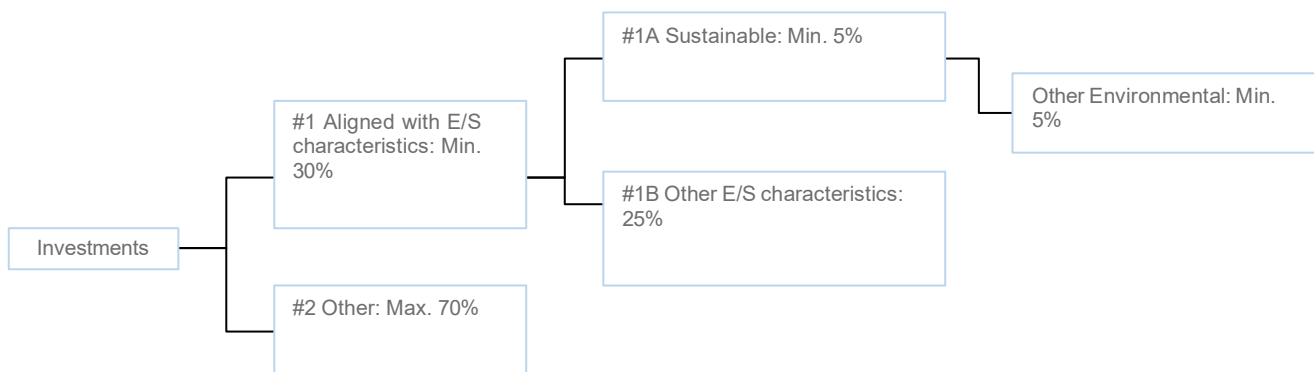 #1A Sustainable: Min. 5%
Other Environmental: Min.
5%
#1 Aligned with E/S
characteristics: Min.
30%
#1B Other E/S characteristics:
25%
Investments
#2 Other: Max. 70%